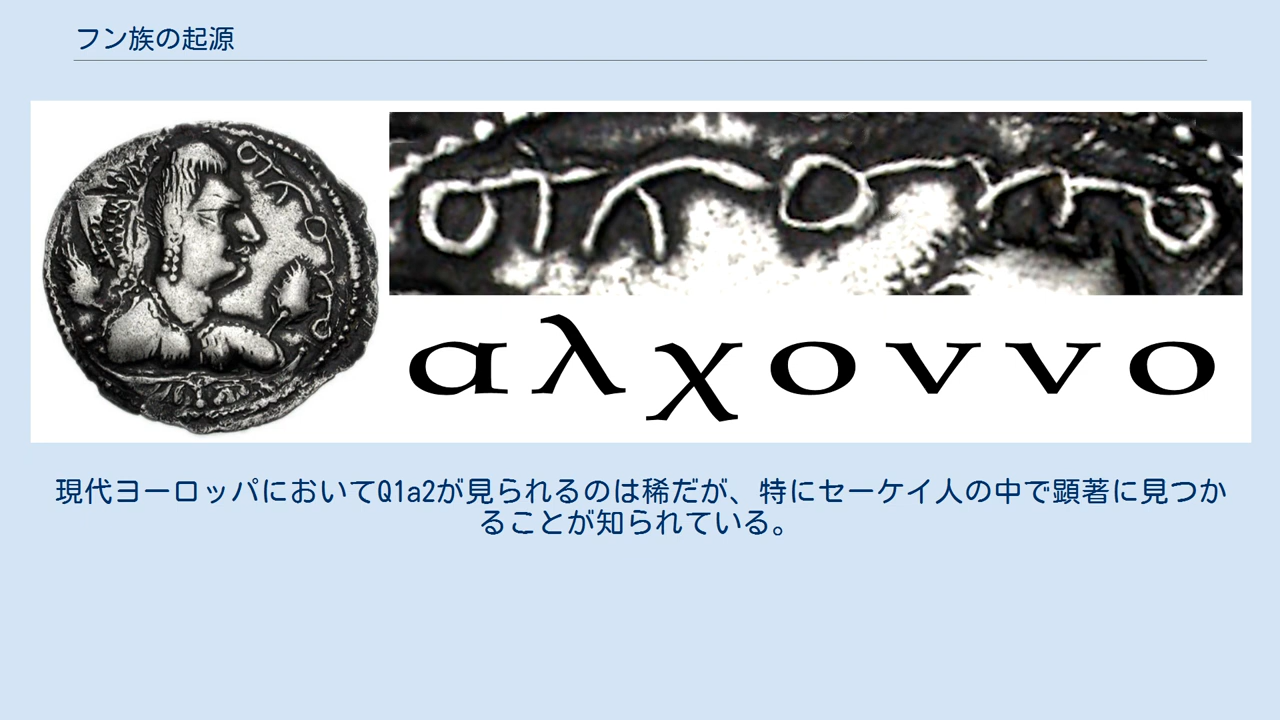 フン族の起源
αλχοννο
現代ヨーロッパにおいてQ1a2が見られるのは稀だが、特にセーケイ人の中で顕著に見つか
ることが知られている。